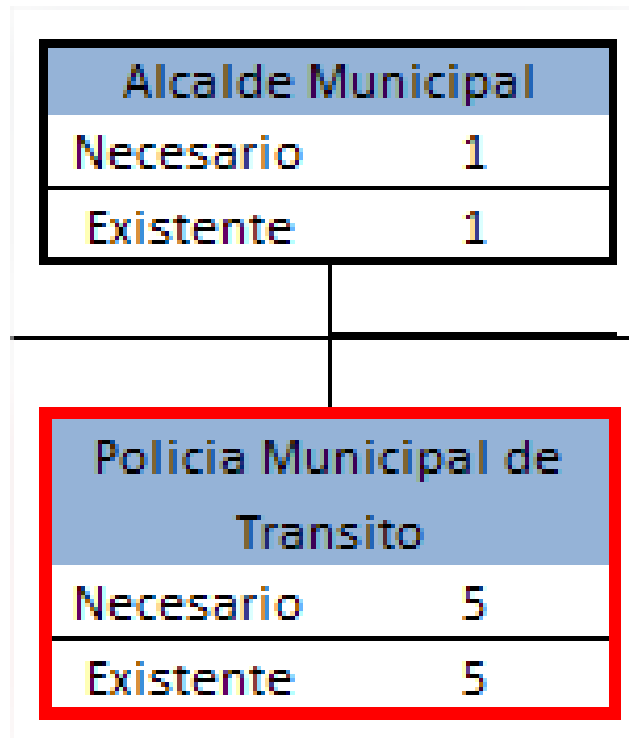 Alcalde Municipal
Necesario 1
Existente 1
Policia Municipal de
Transito
Necesario 5
Existente 5